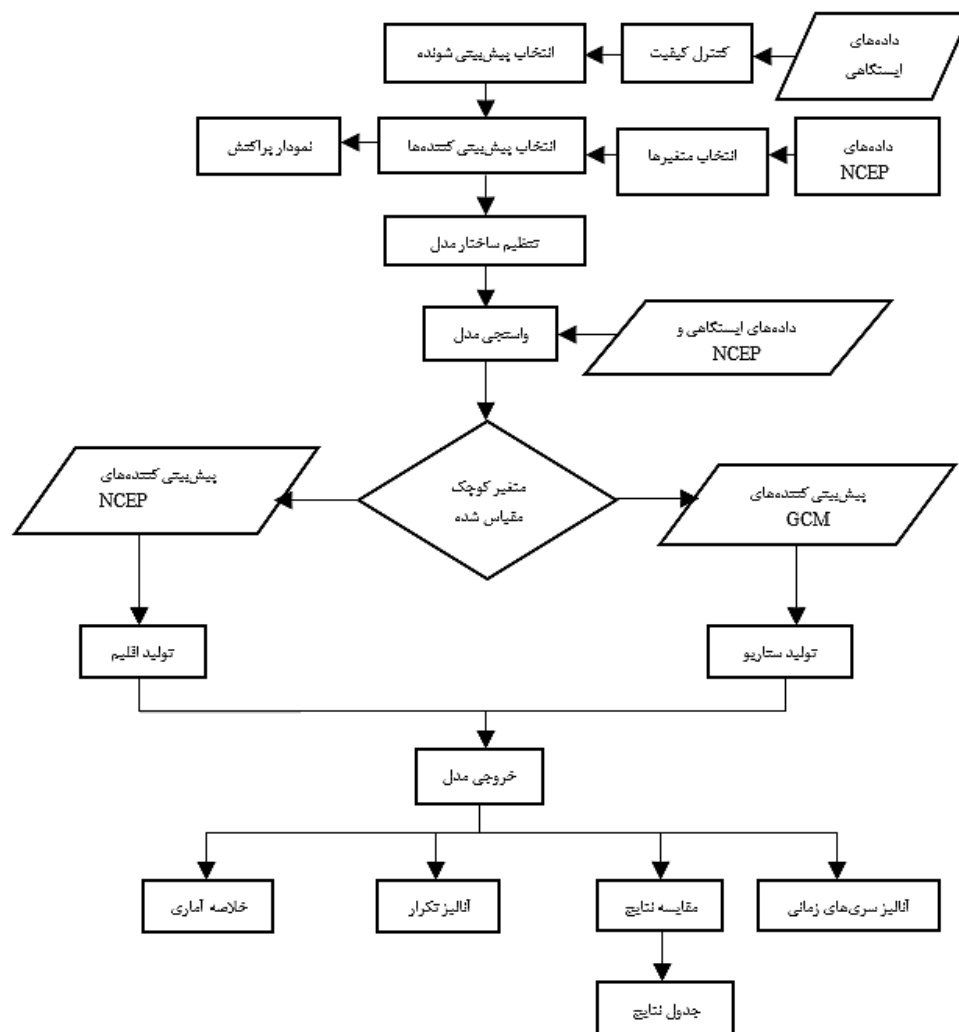 داده‌های
ایستگاهی
کنترل کیفیت
انتخاب پیش‌بینی شونده
داده‌های
NCEP
انتخاب متغیرها
انتخاب پیش‌بینی کننده‌ها
نمودار پراکنش
تنظیم ساختار مدل
واسنجی مدل
داده‌های ایستگاهی و
NCEP
متغیر کوچک
مقیاس شده
پیش‌بینی کننده‌های
GCM
پیش‌بینی کننده‌های
NCEP
تولید سناریو
تولید اقلیم
خروجی مدل
آنالیز سری‌های زمانی
مقایسه نتایج
آنالیز تکرار
خلاصه آماری
جدول نتایج